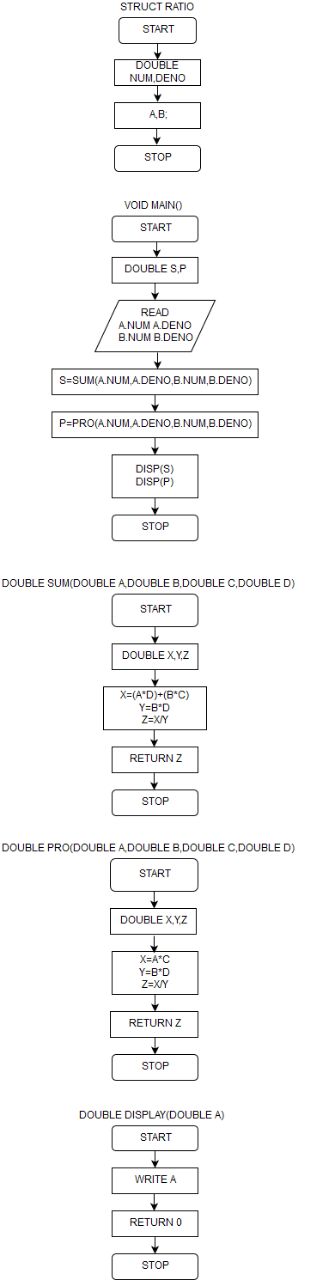 STRUCT RATIO
START
DOUBLE
NUM,DENO
A,B;
STOP
VOID MAIN()
START
DOUBLE S,P
READ
A.NUM A.DENO
B.NUM B.DENO
S=SUM(A.NUM,A.DENO,B.NUM,B.DENO)
P=PRO(A.NUM,A.DENO,B.NUM,B.DENO)
DISP(S)
DISP(P)
STOP
DOUBLE SUM(DOUBLE A,DOUBLE B,DOUBLE C,DOUBLE D)
START
DOUBLE X,Y,Z
X=(A*D)+(B*C)
Y=B*D
Z=X/Y
RETURN Z
STOP
DOUBLE PRO(DOUBLE A,DOUBLE B,DOUBLE C,DOUBLE D)
START
DOUBLE X,Y,Z
X=A*C
Y=B*D
Z=X/Y
RETURN Z
STOP
DOUBLE DISPLAY(DOUBLE A)
START
WRITE A
RETURN 0
STOP